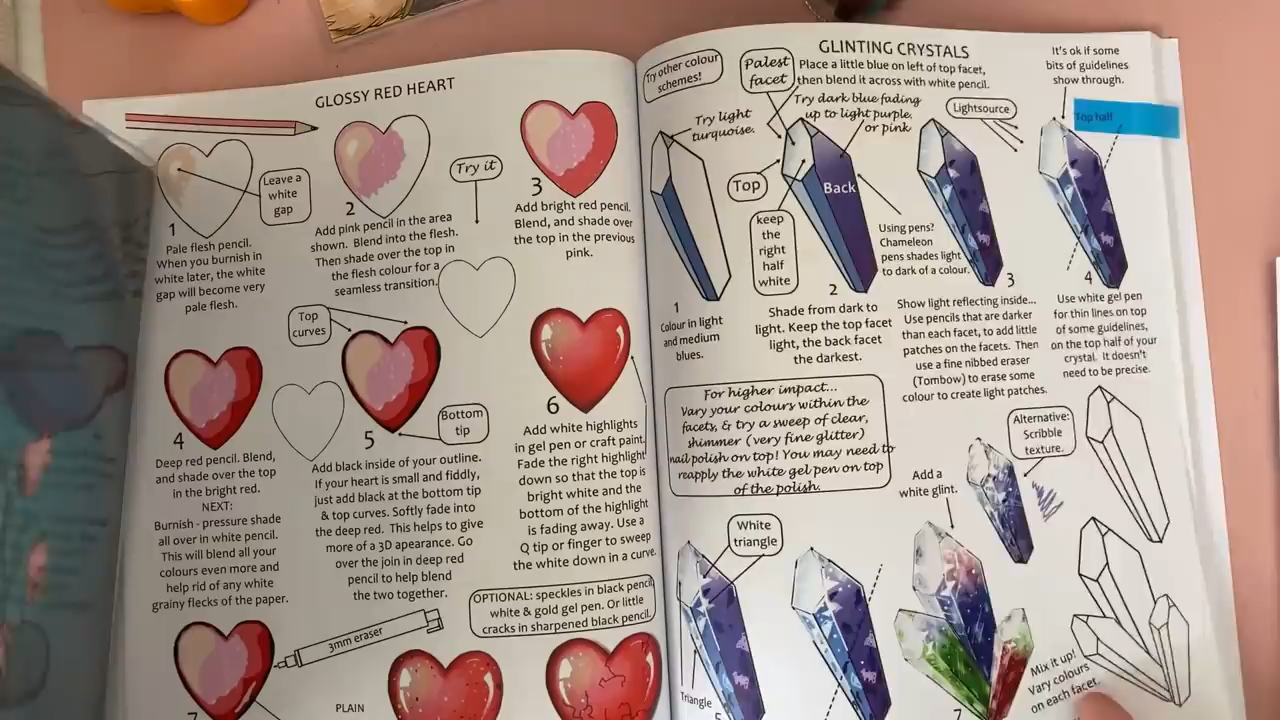 GLOSSY RED HEART
Leave a
white
gap
1
Pale flesh pencil.
When you burnish in
white later, the white
gap will become very
pale flesh.
2
Add pink pencil in the area
shown. Blend into the flesh.
Then shade over the top in
the flesh colour for a
seamless transition.
Try it
3
Add bright red pencil.
Blend, and shade over
the top in the previous
pink.
Top
curves
4
Deep red pencil. Blend,
and shade over the top
in the bright red.
NEXT:
Burnish - pressure shade
all over in white pencil.
This will blend all your
colours even more and
help rid of any white
grainy flecks of the paper.
5
Bottom
tip
Add black inside of your outline.
If your heart is small and fiddly,
just add black at the bottom tip
& top curves. Softly fade into
the deep red. This helps to give
more of a 3D apearance. Go
over the join in deep red
pencil to help blend
the two together.
6
Add white highlights
in gel pen or craft paint.
Fade the right highlight
down so that the top is
bright white and the
bottom of the highlight
is fading away. Use a
Q tip or finger to sweep
the white down in a curve.
OPTIONAL: speckles in black pencil,
white & gold gel pen. Or little
cracks in sharpened black pencil.
3mm eraser
7
PLAIN
GLINTING CRYSTALS
Try other colour
schemes!
Palest
facet
Place a little blue on left of top facet,
then blend it across with white pencil.
It's ok if some
bits of guidelines
show through.
Try light
turquoise.
Try dark blue fading
up to light purple,
or pink
Lightsource
Top half
Top
Back
keep
the
right
half
white
Using pens?
Chameleon
pens shades light
to dark of a colour.
1
Colour in light
and medium
blues.
2
Shade from dark to
light. Keep the top facet
light, the back facet
the darkest.
3
Show light reflecting inside...
Use pencils that are darker
than each facet, to add little
patches on the facets. Then
use a fine nibbed eraser
(Tombow) to erase some
colour to create light patches.
4
Use white gel pen
for thin lines on top
of some guidelines,
on the top half of your
crystal. It doesn't
need to be precise.
For higher impact...
Vary your colours within the
facets, & try a sweep of clear,
shimmer (very fine glitter)
nail polish on top! You may need to
reapply the white gel pen on top
of the polish.
Alternative:
Scribble
texture.
Add a
white glint.
White
triangle
Triangle
5
7
Mix it up!
Vary colours
on each facet.